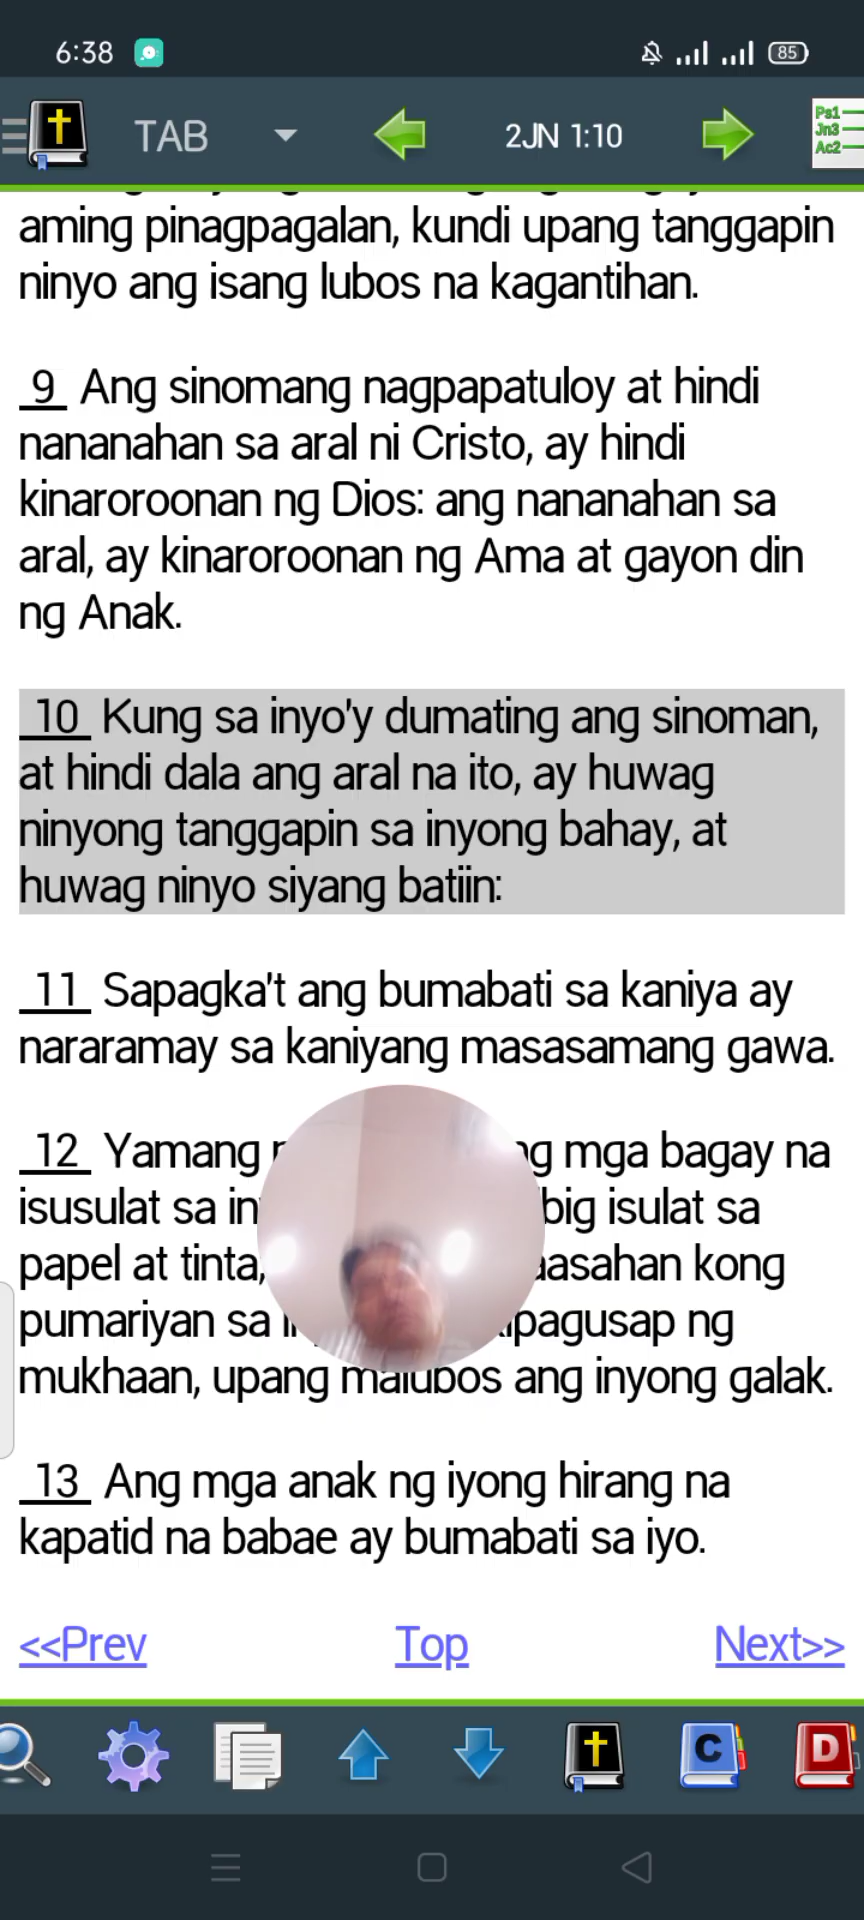 6:38
85
TAB
2JN 1:10
Ps1
Jn3
Ac2
aming pinagpagalan, kundi upang tanggapin
ninyo ang isang lubos na kagantihan.
9 Ang sinomang nagpapatuloy at hindi
nananahan sa aral ni Cristo, ay hindi
kinaroroonan ng Dios: ang nananahan sa
aral, ay kinaroroonan ng Ama at gayon din
ng Anak.
10 Kung sa inyo'y dumating ang sinoman,
at hindi dala ang aral na ito, ay huwag
ninyong tanggapin sa inyong bahay, at
huwag ninyo siyang batiin:
11 Sapagka't ang bumabati sa kaniya ay
nararamay sa kaniyang masasamang gawa.
12 Yamang mga bagay na
isusulat sa isulat sa
papel at tinta, kong
pumariyan sa ng
mukhaan, upang malubos ang inyong galak.
13 Ang mga anak ng iyong hirang na
kapatid na babae ay bumabati sa iyo.
<<Prev Top Next>>
C
D